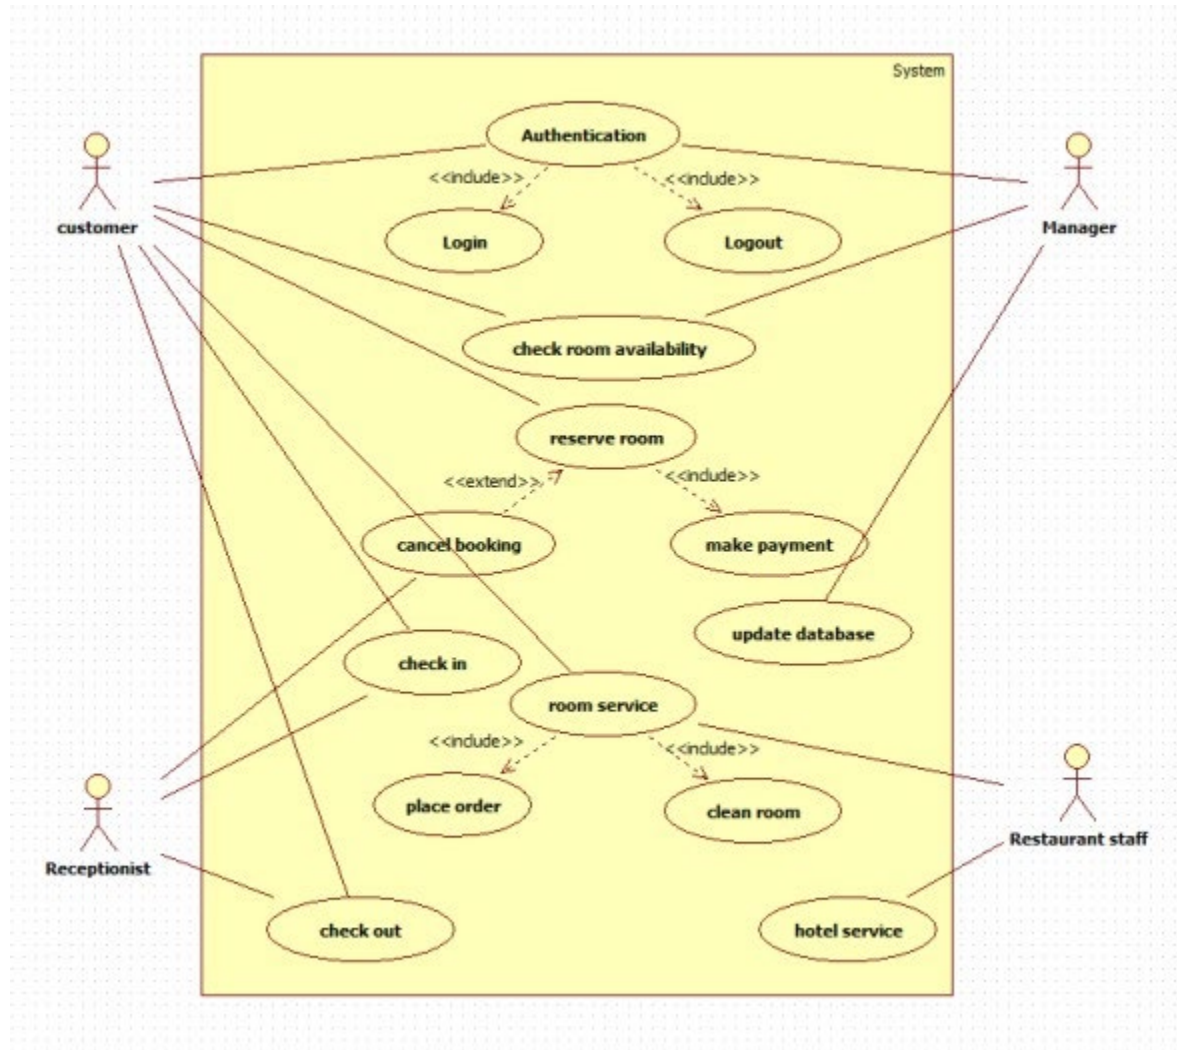 System
Authentication
<<include>>
<<include>>
customer
Manager
Login
Logout
check room availability
reserve room
<<extend>>
<<include>>
cancel booking
make payment
update database
check in
room service
<<include>>
<<include>>
place order
clean room
Receptionist
Restaurant staff
check out
hotel service